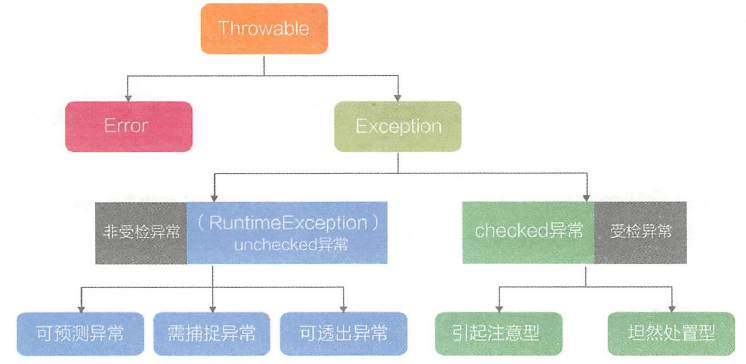 Throwable
Error
Exception
非受检异常
（RuntimeException）
unchecked异常
checked异常
受检异常
可预测异常
需捕捉异常
可透出异常
引起注意型
坦然处置型